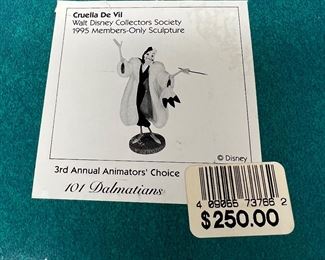 Cruella De Vil
Walt Disney Collectors Society
1995 Members-Only Sculpture
© Disney
3rd Annual Animators' Choice
101 Dalmatians
4 09066 73766 2
$250.00